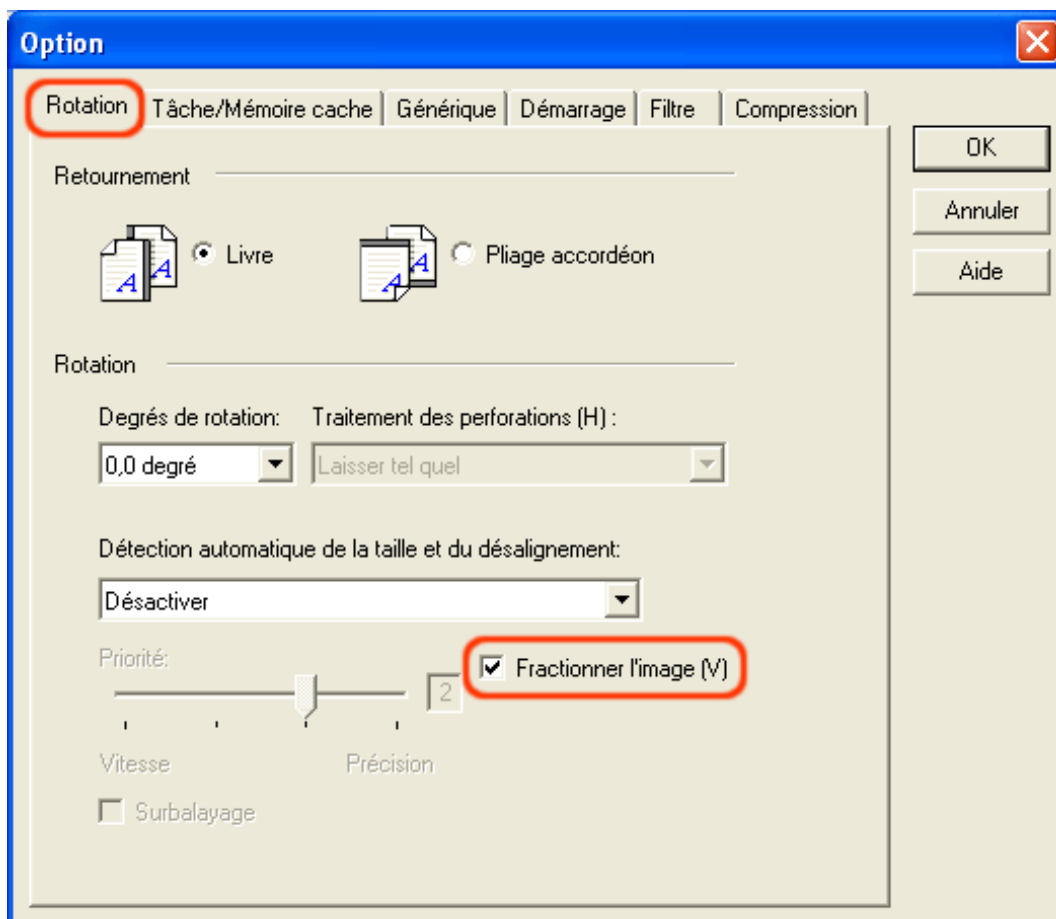 Option
Rotation Tâche/Mémoire cache Générique Démarrage Filtre Compression
OK
Annuler
Aide
Retournement
A A Livre
A A Pliage accordéon
Rotation
Degrés de rotation: Traitement des perforations (H) :
0,0 degré Laisser tel quel
Détection automatique de la taille et du désalignement:
Désactiver
Priorité: 2
Fractionner l'image (V)
Vitesse Précision
Surbalayage